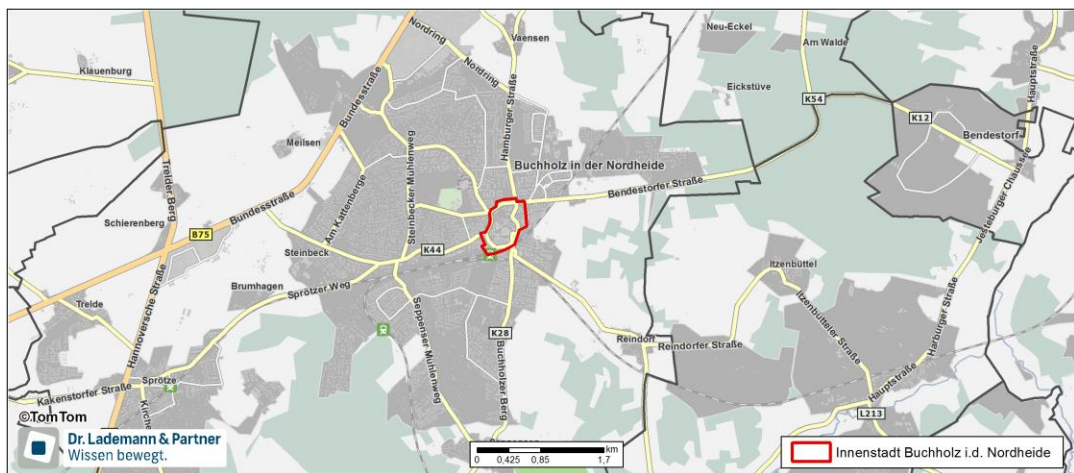 Klauenburg
Nordring
Vaensen
Neu-Eckel
Am Walde
Hauptstraße
Nordring
Bundesstraße
Hamburger Straße
Eickstüve
K54
K12
Bendestorf
Treider Berg
Meilsen
Steinbecker Mühlenweg
Buchholz in der Nordheide
Bendestorfer Straße
Jesteburger Chaussee
Schierenberg
Bundesstraße
Am Kattenberge
B75
Steinbeck
K44
Itzenbüttel
Brumhagen
Sprötzer Weg
Trelde
Hannoversche Straße
Seppenser Mühlenweg
K28
Buchholzer Berg
Reindorf
Reindorfer Straße
Itzenbütteler Straße
Harburger Straße
Sprötze
Kakenstorfer Straße
Hauptstraße
L213
©TomTom
Dr. Lademann & Partner
Wissen bewegt.
km
0 0,425 0,85 1,7
Innenstadt Buchholz i.d. Nordheide